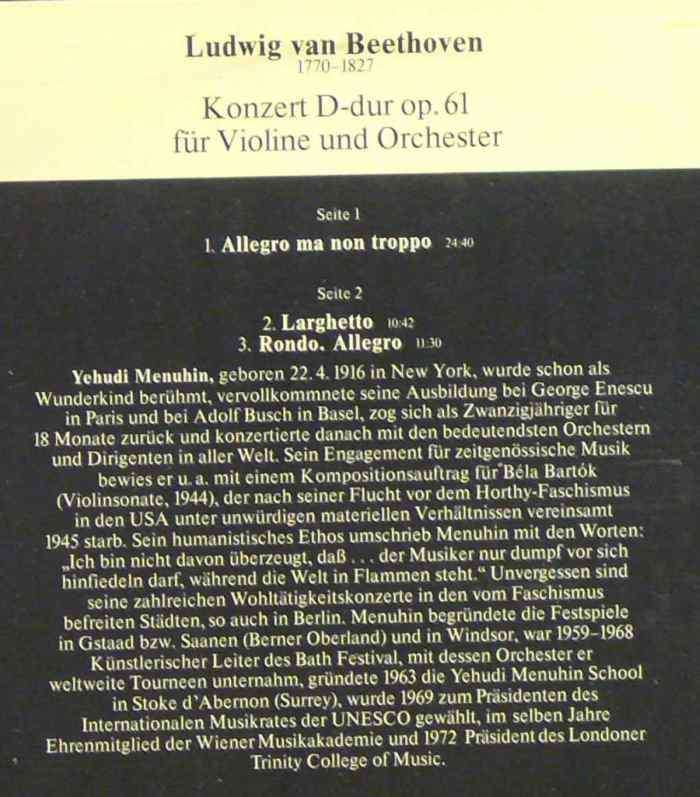 Ludwig van Beethoven
1770–1827
Konzert D-dur op. 61
für Violine und Orchester
Seite 1
1. Allegro ma non troppo 24:40
Seite 2
2. Larghetto 10:42
3. Rondo. Allegro 11:30
Yehudi Menuhin, geboren 22. 4. 1916 in New York, wurde schon als
Wunderkind berühmt, vervollkommnete seine Ausbildung bei George Enescu
in Paris und bei Adolf Busch in Basel, zog sich als Zwanzigjähriger für
18 Monate zurück und konzertierte danach mit den bedeutendsten Orchestern
und Dirigenten in aller Welt. Sein Engagement für zeitgenössische Musik
bewies er u. a. mit einem Kompositionsauftrag für Béla Bartók
(Violinsonate, 1944), der nach seiner Flucht vor dem Horthy-Faschismus
in den USA unter unwürdigen materiellen Verhältnissen vereinsamt
1945 starb. Sein humanistisches Ethos umschrieb Menuhin mit den Worten:
„Ich bin nicht davon überzeugt, daß . . . der Musiker nur dumpf vor sich
hinfiedeln darf, während die Welt in Flammen steht.“ Unvergessen sind
seine zahlreichen Wohltätigkeitskonzerte in den vom Faschismus
befreiten Städten, so auch in Berlin. Menuhin begründete die Festspiele
in Gstaad bzw. Saanen (Berner Oberland) und in Windsor, war 1959–1968
Künstlerischer Leiter des Bath Festival, mit dessen Orchester er
weltweite Tourneen unternahm, gründete 1963 die Yehudi Menuhin School
in Stoke d'Abernon (Surrey), wurde 1969 zum Präsidenten des
Internationalen Musikrates der UNESCO gewählt, im selben Jahre
Ehrenmitglied der Wiener Musikakademie und 1972 Präsident des Londoner
Trinity College of Music.